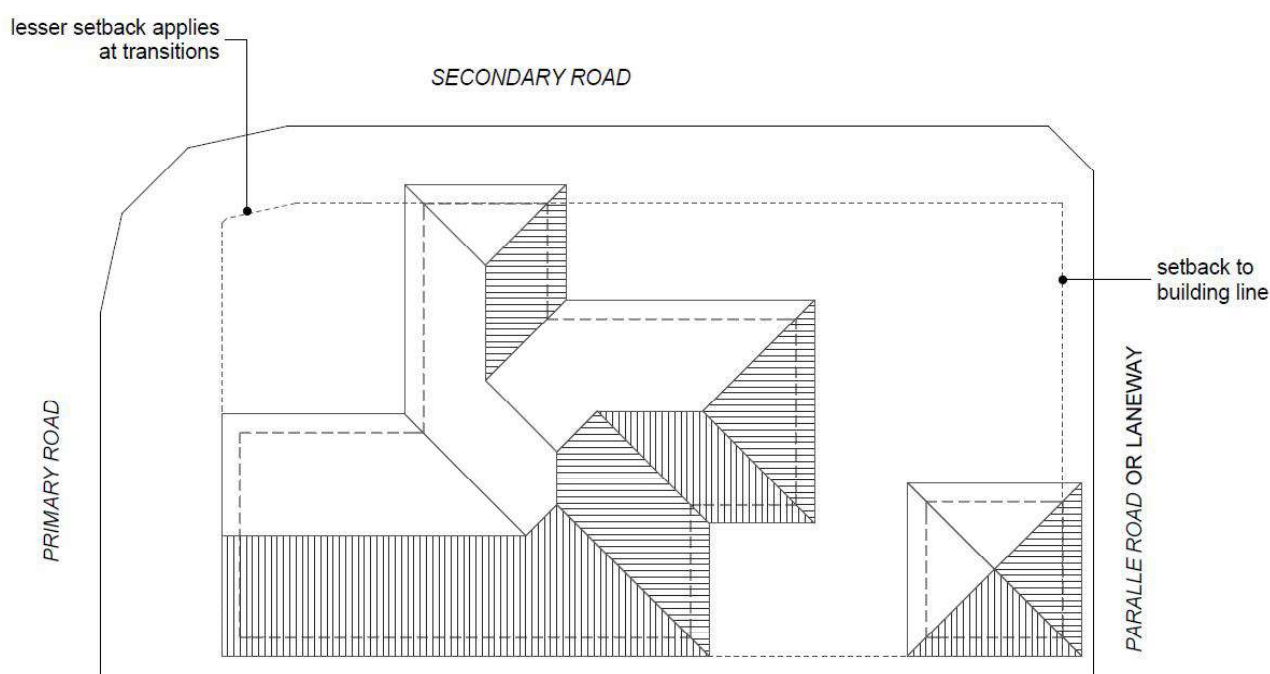 lesser setback applies
at transitions
SECONDARY ROAD
setback to
building line
PRIMARY ROAD
PARALLE ROAD OR LANEWAY